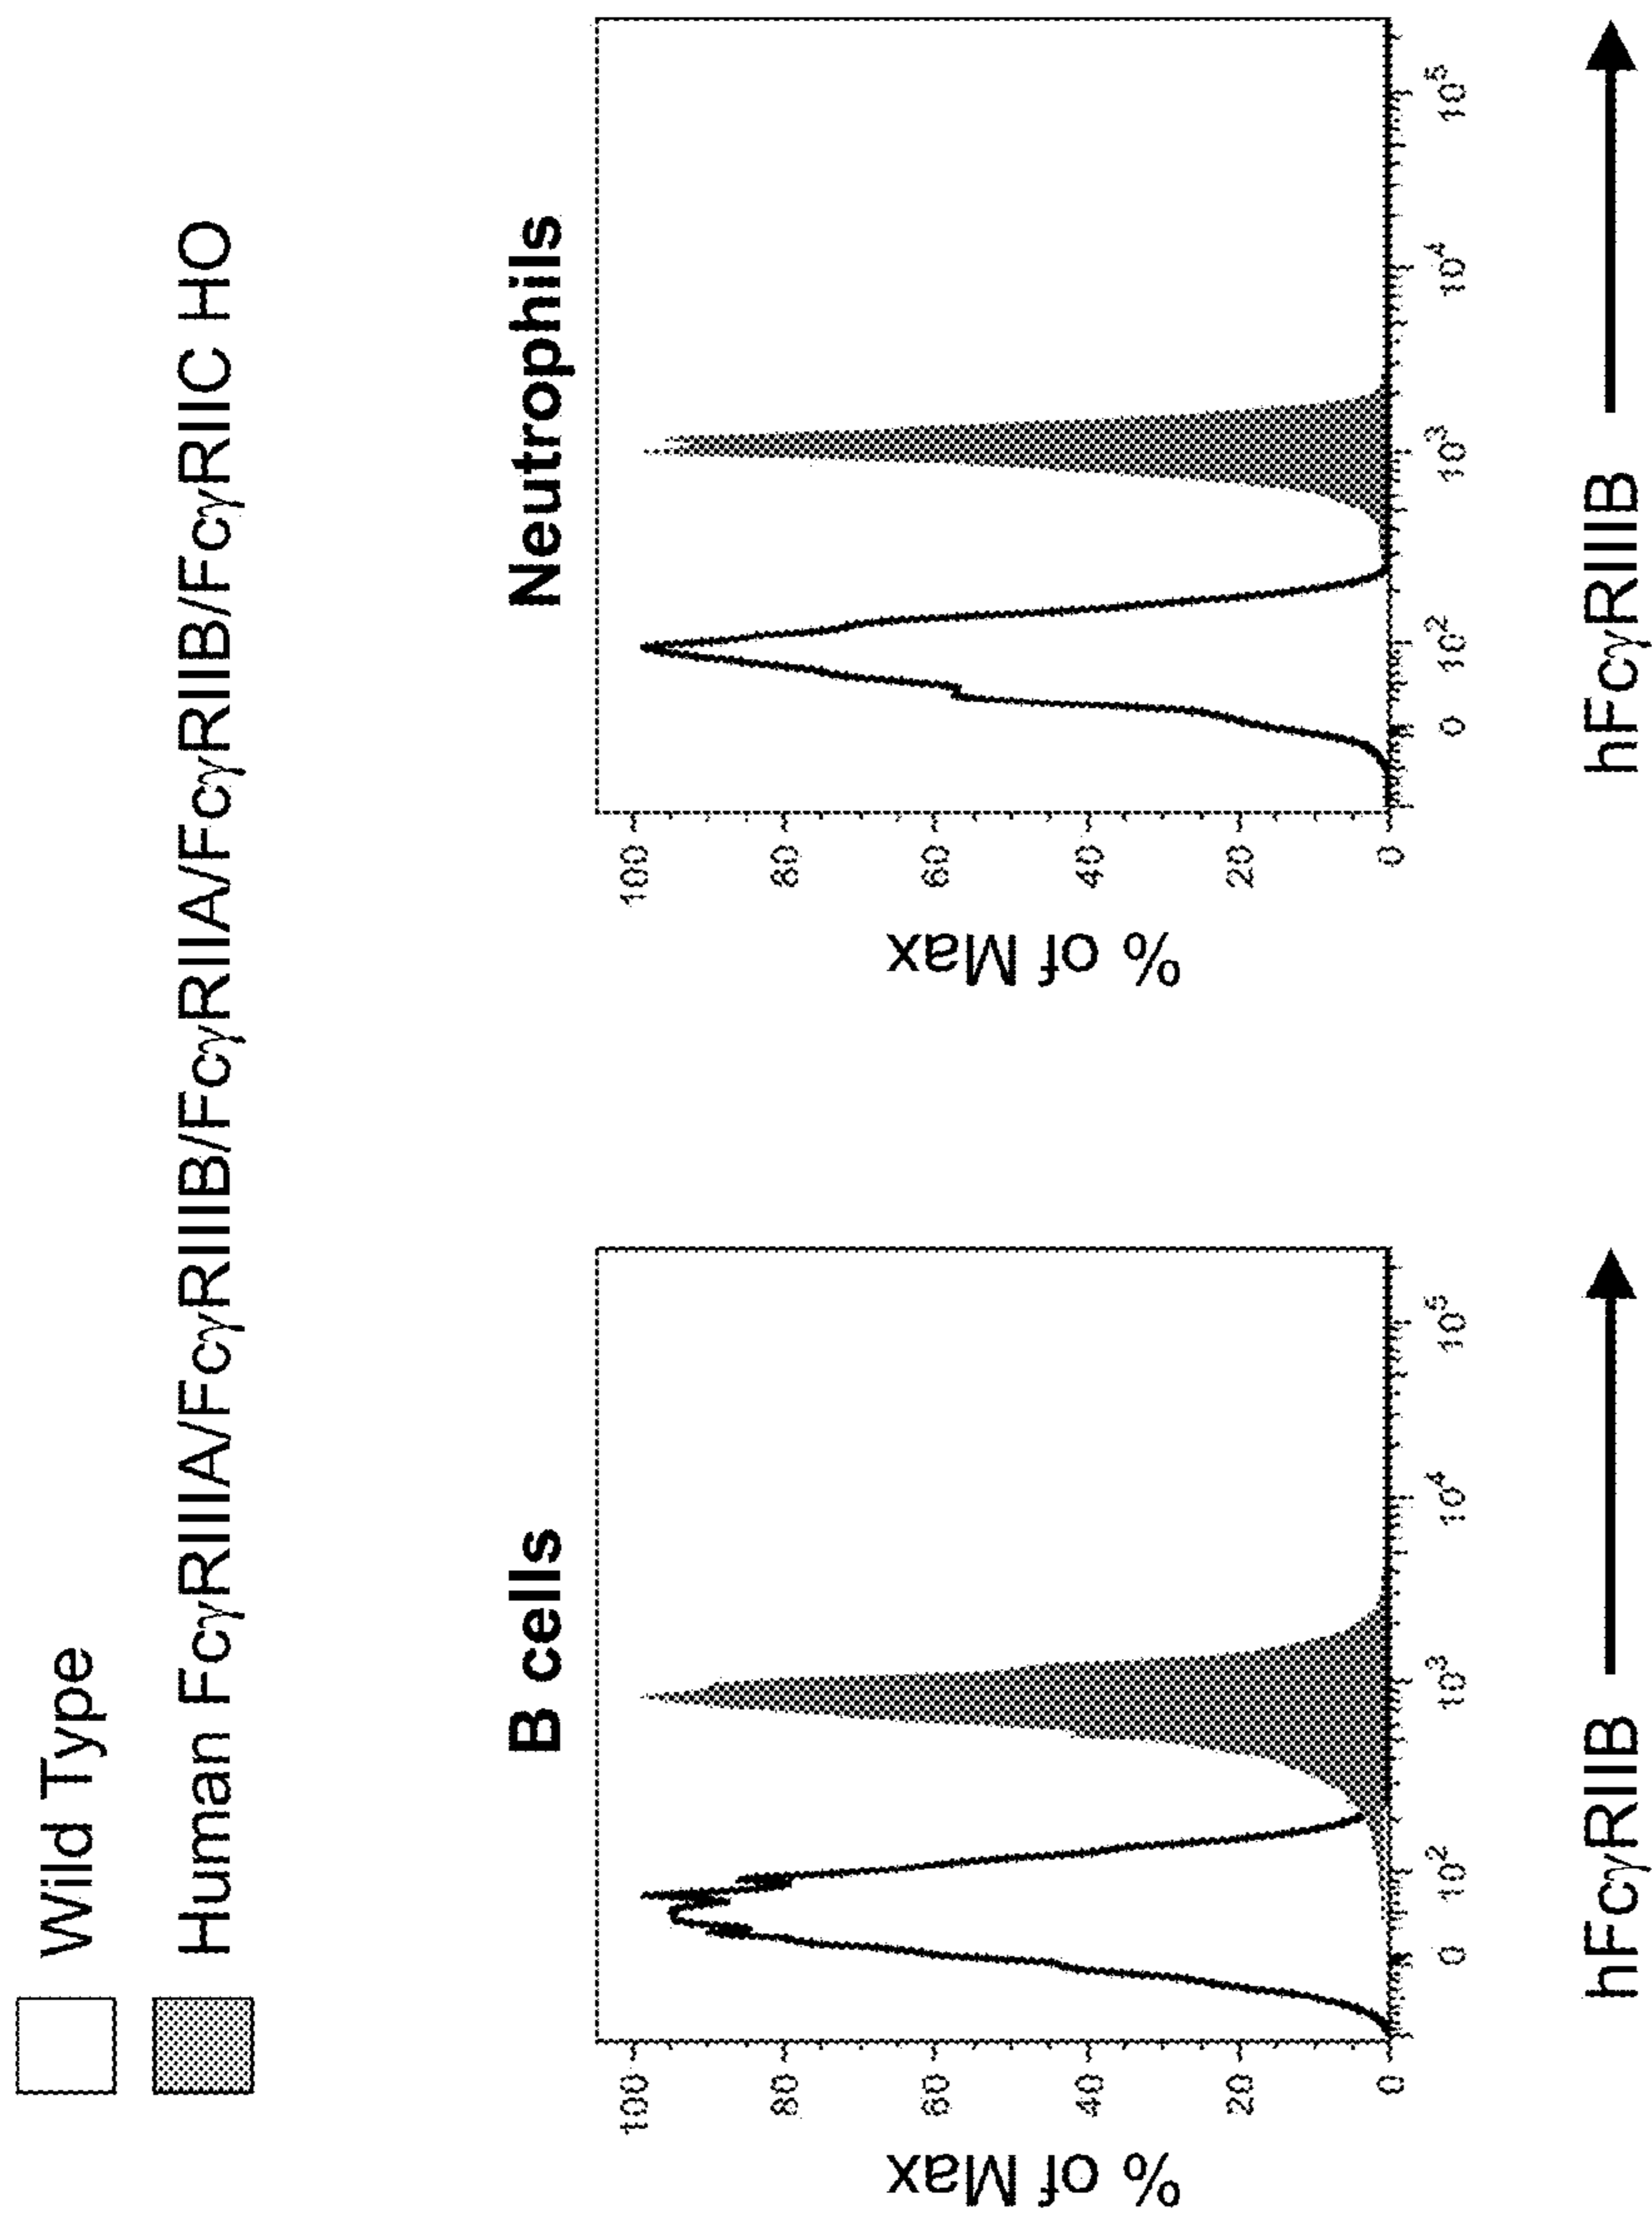 Wild Type
Human FcγRIIIA/FcγRIIIB/FcγRIIA/FcγRIIB/FcγRIIC HO
B cells
% of Max
100
80
60
40
20
0
0 10² 10³ 10⁴ 10⁵
hFcγRIIB
Neutrophils
% of Max
100
80
60
40
20
0
0 10² 10³ 10⁴ 10⁵
hFcγRIIIB